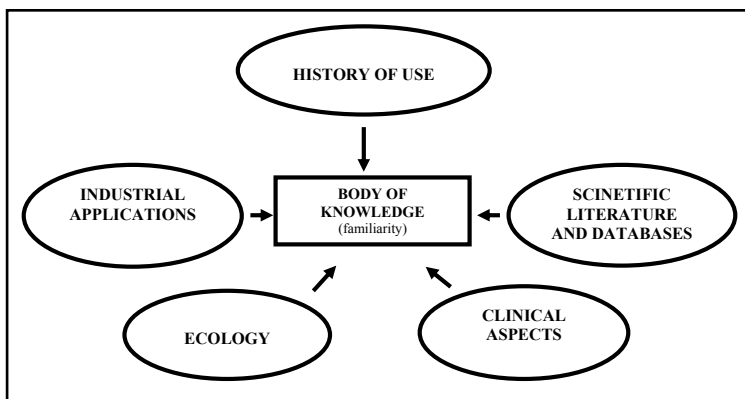 HISTORY OF USE
INDUSTRIAL
APPLICATIONS
BODY OF
KNOWLEDGE
(familiarity)
SCINETIFIC
LITERATURE
AND DATABASES
ECOLOGY
CLINICAL
ASPECTS